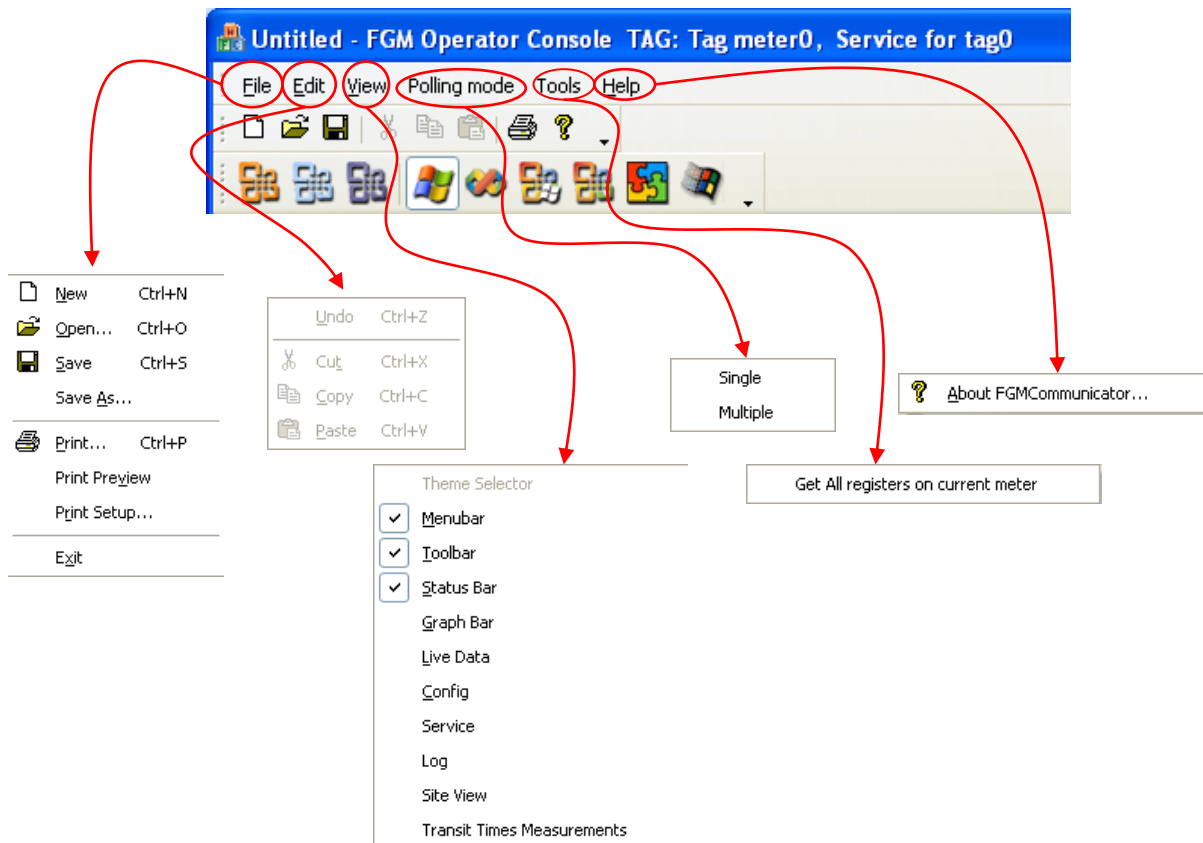 Untitled - FGM Operator Console TAG: Tag meter0, Service for tag0
File Edit View Polling mode Tools Help
New Ctrl+N
Open... Ctrl+O
Save Ctrl+S
Save As...
Print... Ctrl+P
Print Preview
Print Setup...
Exit
Undo Ctrl+Z
Cut Ctrl+X
Copy Ctrl+C
Paste Ctrl+V
Theme Selector
Menubar
Toolbar
Status Bar
Graph Bar
Live Data
Config
Service
Log
Site View
Transit Times Measurements
Single
Multiple
Get All registers on current meter
About FGMCommunicator...